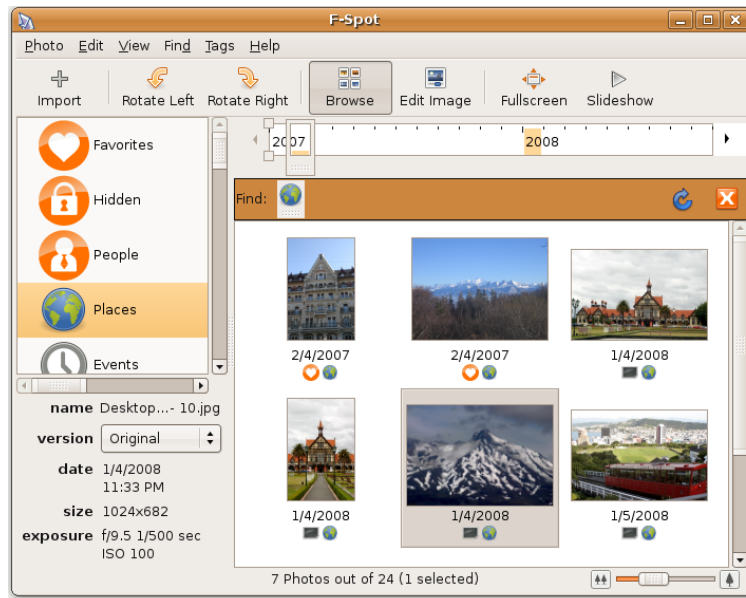 F-Spot
Photo Edit View Find Tags Help
Import Rotate Left Rotate Right Browse Edit Image Fullscreen Slideshow
Favorites
Hidden
People
Places
Events
2007 2008
Find:
2/4/2007 2/4/2007 1/4/2008
1/4/2008 1/4/2008 1/5/2008
name Desktop...- 10.jpg
version Original
date 1/4/2008
11:33 PM
size 1024x682
exposure f/9.5 1/500 sec
ISO 100
7 Photos out of 24 (1 selected)